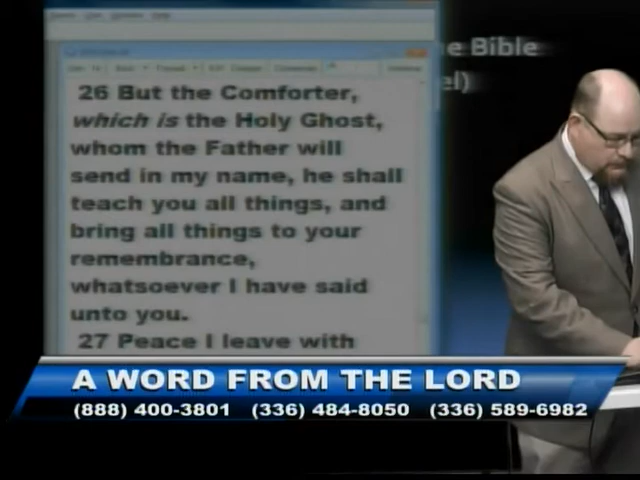 e Bible
el)
26 But the Comforter,
which is the Holy Ghost,
whom the Father will
send in my name, he shall
teach you all things, and
bring all things to your
remembrance,
whatsoever I have said
unto you.
27 Peace I leave with
A WORD FROM THE LORD
(888) 400-3801 (336) 484-8050 (336) 589-6982